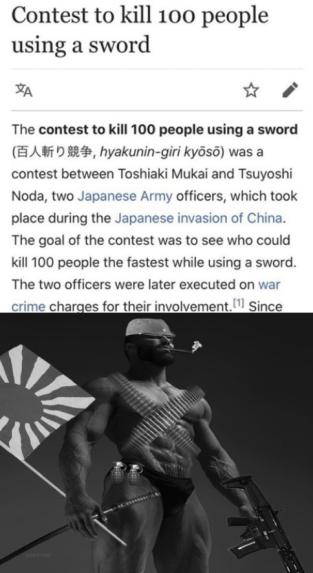 Contest to kill 100 people
using a sword
The contest to kill 100 people using a sword
(百人斬り競争, hyakunin-giri kyōsō) was a
contest between Toshiaki Mukai and Tsuyoshi
Noda, two Japanese Army officers, which took
place during the Japanese invasion of China.
The goal of the contest was to see who could
kill 100 people the fastest while using a sword.
The two officers were later executed on war
crime charges for their involvement.[1] Since